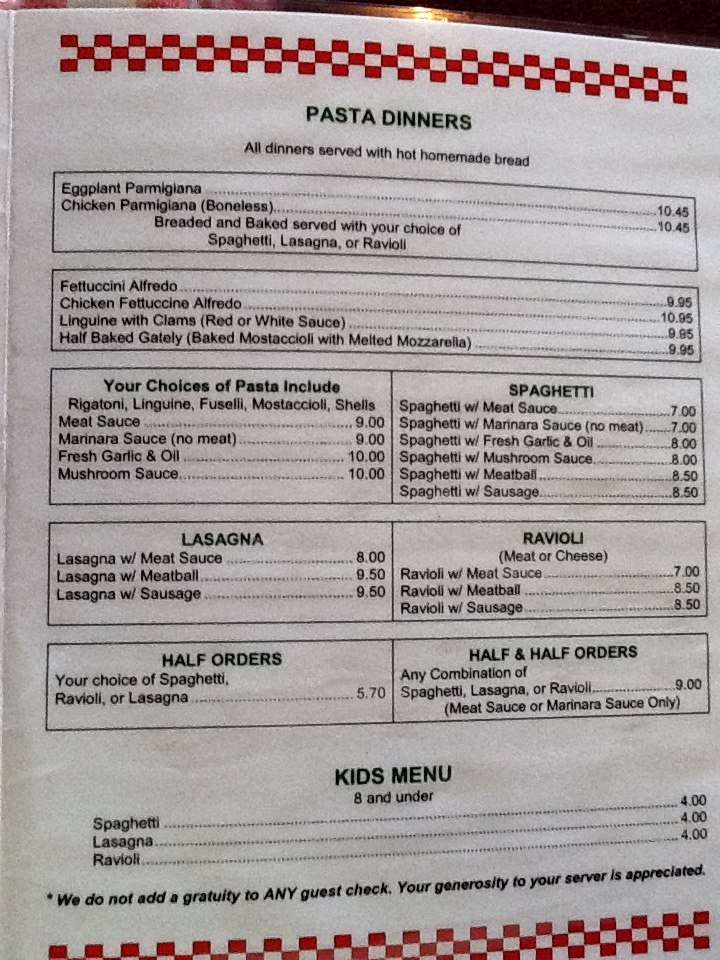 PASTA DINNERS
All dinners served with hot homemade bread
Eggplant Parmigiana 10.45
Chicken Parmigiana (Boneless) 10.45
Breaded and Baked served with your choice of
Spaghetti, Lasagna, or Ravioli
Fettuccini Alfredo 9.95
Chicken Fettuccine Alfredo 10.95
Linguine with Clams (Red or White Sauce) 9.95
Half Baked Gately (Baked Mostaccioli with Melted Mozzarella) 9.95
Your Choices of Pasta Include
Rigatoni, Linguine, Fuselli, Mostaccioli, Shells
Meat Sauce 9.00
Marinara Sauce (no meat) 9.00
Fresh Garlic & Oil 10.00
Mushroom Sauce 10.00
SPAGHETTI
Spaghetti w/ Meat Sauce 7.00
Spaghetti w/ Marinara Sauce (no meat) 7.00
Spaghetti w/ Fresh Garlic & Oil 8.00
Spaghetti w/ Mushroom Sauce 8.00
Spaghetti w/ Meatball 8.50
Spaghetti w/ Sausage 8.50
LASAGNA
Lasagna w/ Meat Sauce 8.00
Lasagna w/ Meatball 9.50
Lasagna w/ Sausage 9.50
RAVIOLI
(Meat or Cheese)
Ravioli w/ Meat Sauce 7.00
Ravioli w/ Meatball 8.50
Ravioli w/ Sausage 8.50
HALF ORDERS
Your choice of Spaghetti,
Ravioli, or Lasagna 5.70
HALF & HALF ORDERS
Any Combination of
Spaghetti, Lasagna, or Ravioli 9.00
(Meat Sauce or Marinara Sauce Only)
KIDS MENU
8 and under
Spaghetti 4.00
Lasagna 4.00
Ravioli 4.00
* We do not add a gratuity to ANY guest check. Your generosity to your server is appreciated.